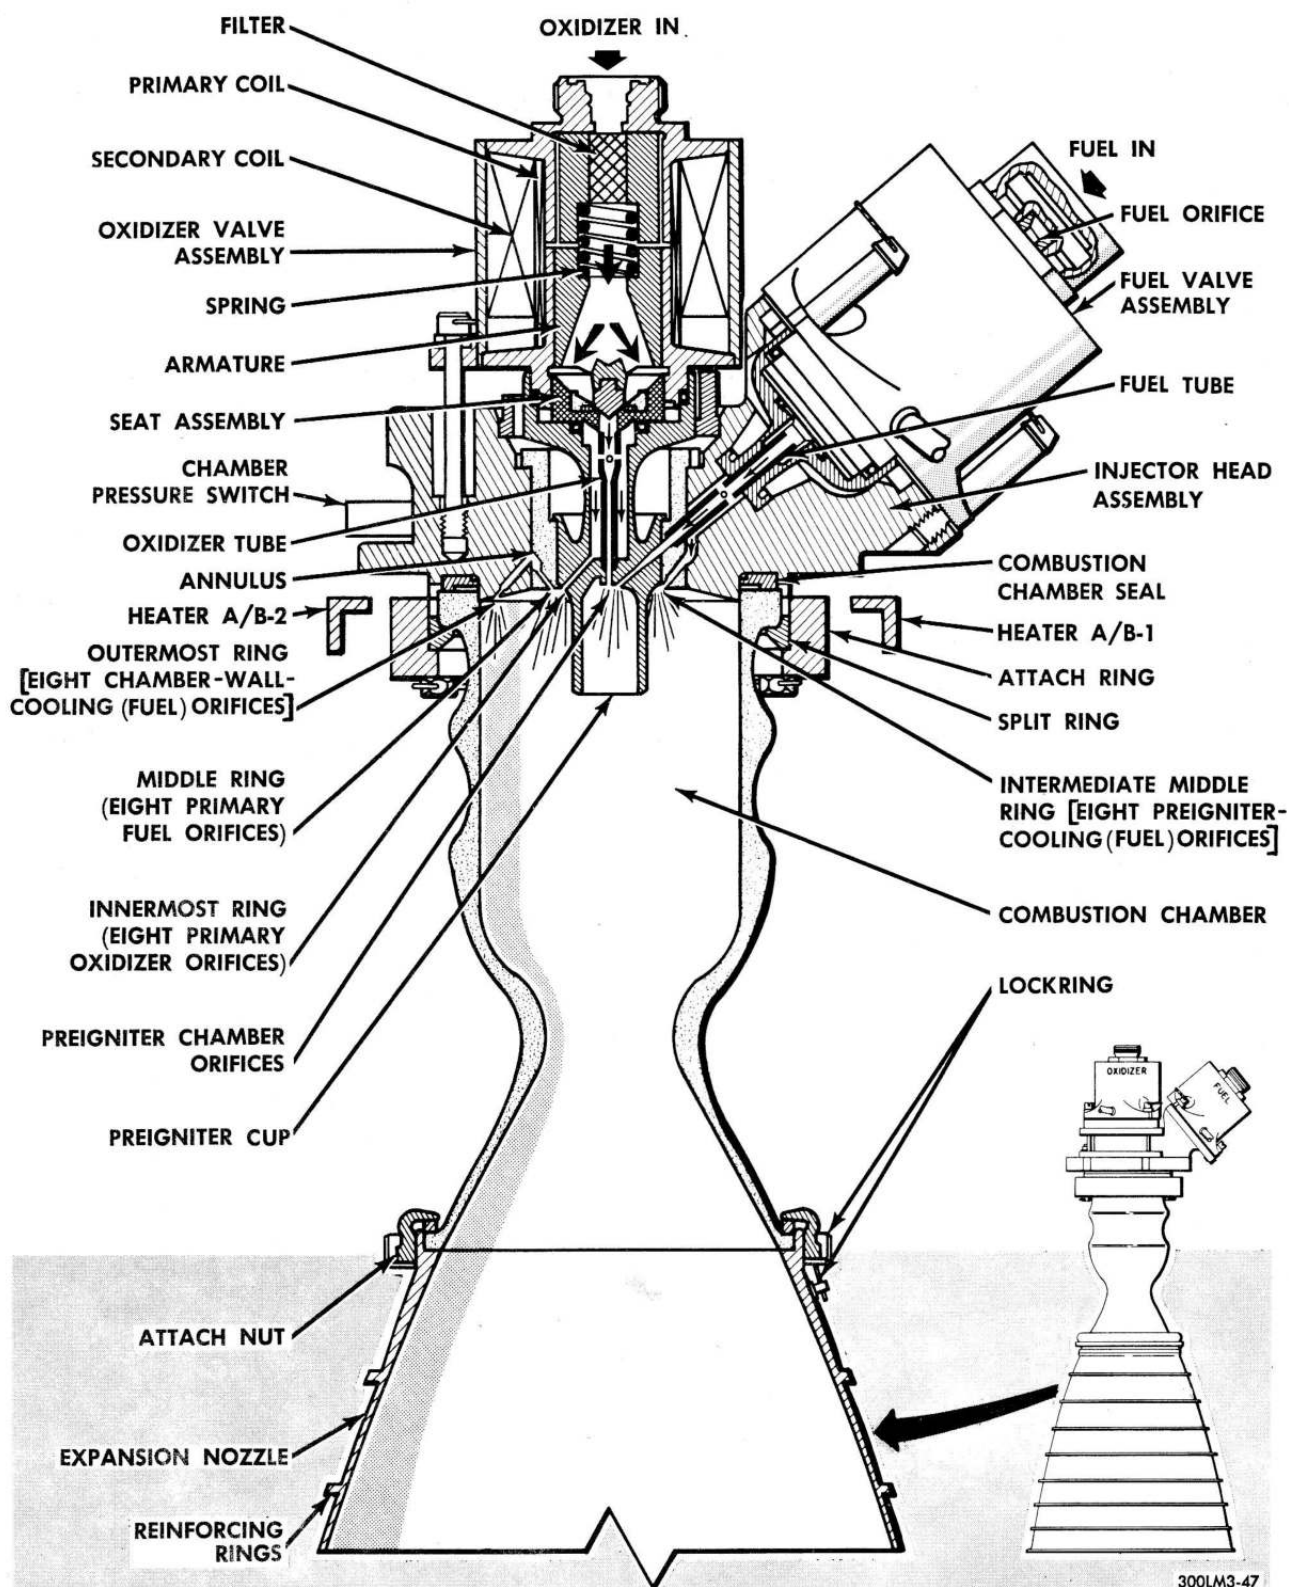 FILTER
OXIDIZER IN
PRIMARY COIL
SECONDARY COIL
OXIDIZER VALVE
ASSEMBLY
SPRING
ARMATURE
SEAT ASSEMBLY
CHAMBER
PRESSURE SWITCH
OXIDIZER TUBE
ANNULUS
HEATER A/B-2
OUTERMOST RING
[EIGHT CHAMBER-WALL-
COOLING (FUEL) ORIFICES]
MIDDLE RING
(EIGHT PRIMARY
FUEL ORIFICES)
INNERMOST RING
(EIGHT PRIMARY
OXIDIZER ORIFICES)
PREIGNITER CHAMBER
ORIFICES
PREIGNITER CUP
ATTACH NUT
EXPANSION NOZZLE
REINFORCING
RINGS
FUEL IN
FUEL ORIFICE
FUEL VALVE
ASSEMBLY
FUEL TUBE
INJECTOR HEAD
ASSEMBLY
COMBUSTION
CHAMBER SEAL
HEATER A/B-1
ATTACH RING
SPLIT RING
INTERMEDIATE MIDDLE
RING [EIGHT PREIGNITER-
COOLING (FUEL) ORIFICES]
COMBUSTION CHAMBER
LOCKRING
OXIDIZER
FUEL
300LM3-47